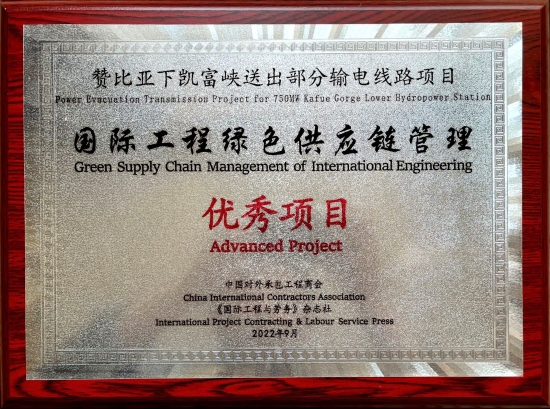 赞比亚下凯富峡送出部分输电线路项目
Power Evacuation Transmission Project for 750MW Kafue Gorge Lower Hydropower Station
国际工程绿色供应链管理
Green Supply Chain Management of International Engineering
优秀项目
Advanced Project
中国对外承包工程商会
China International Contractors Association
《国际工程与劳务》杂志社
International Project Contracting & Labour Service Press
2022年9月